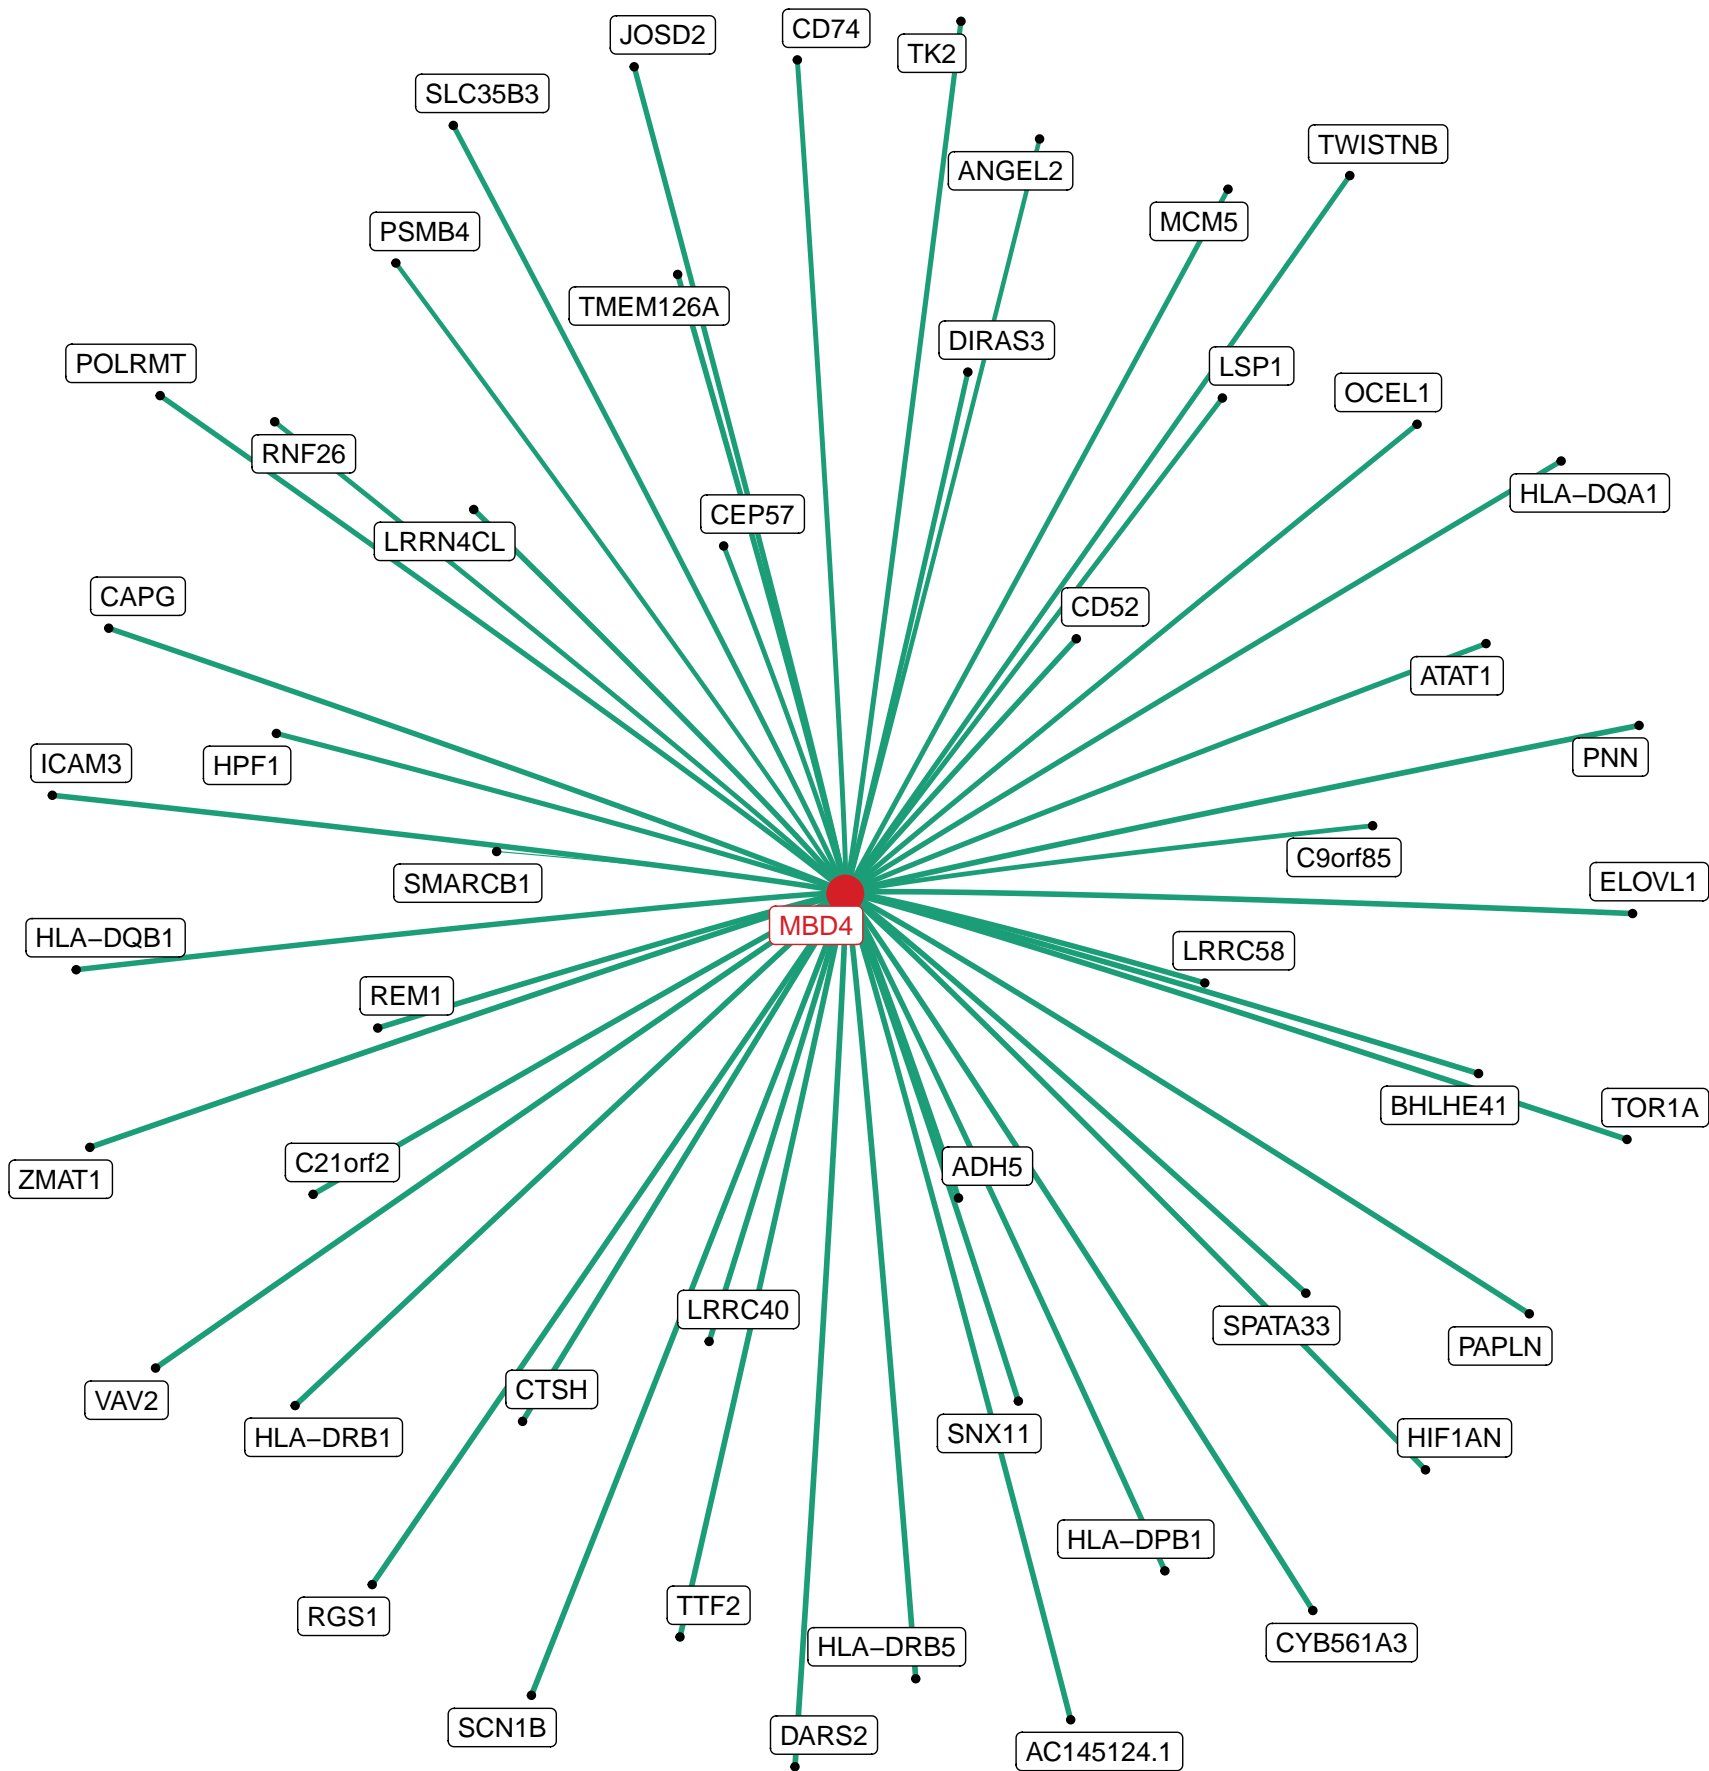 CD74
JOSD2
TK2
SLC35B3
TWISTNB
ANGEL2
MCM5
PSMB4
TMEM126A
DIRAS3
POLRMT
LSP1
OCEL1
RNF26
HLA−DQA1
CEP57
LRRN4CL
CAPG
CD52
ATAT1
PNN
ICAM3
HPF1
C9orf85
SMARCB1
ELOVL1
MBD4
HLA−DQB1
LRRC58
REM1
BHLHE41
TOR1A
C21orf2
ADH5
ZMAT1
LRRC40
SPATA33
PAPLN
CTSH
VAV2
SNX11
HLA−DRB1
HIF1AN
HLA−DPB1
TTF2
RGS1
CYB561A3
HLA−DRB5
SCN1B
DARS2
AC145124.1